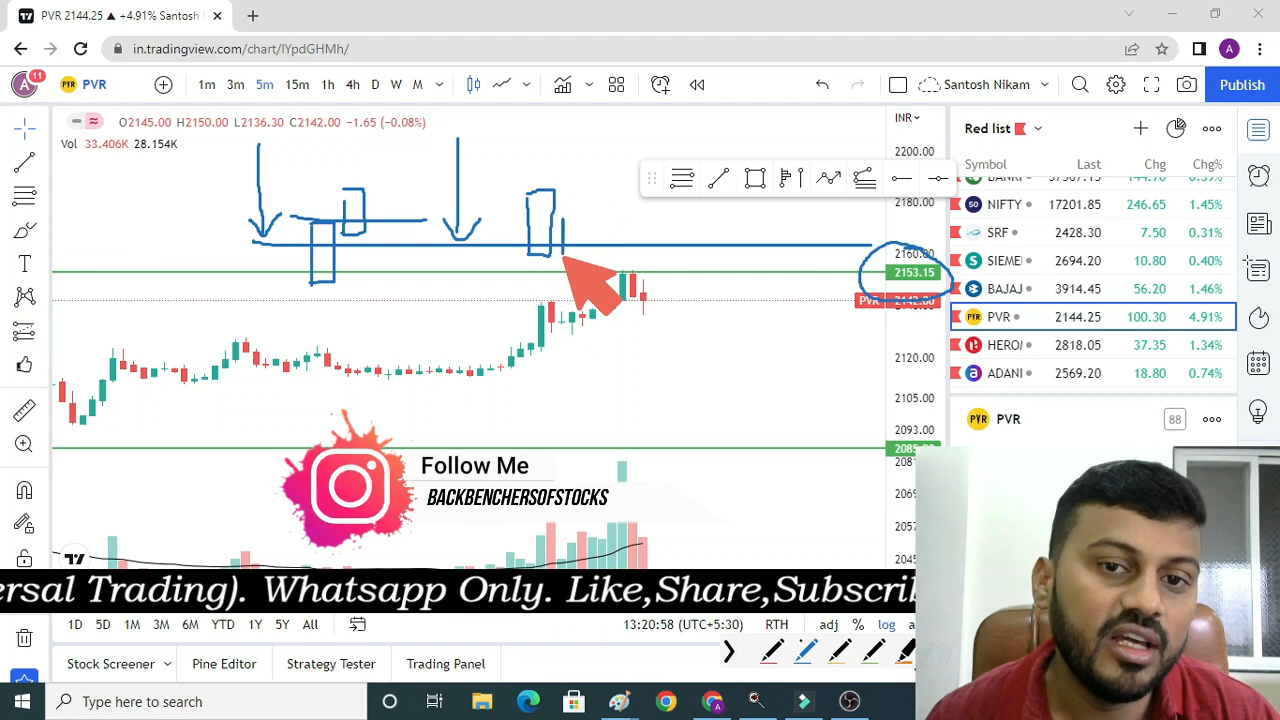 PVR 2144.25 ▲ +4.91% Santosh
in.tradingview.com/chart/lYpdGHMh/
A
11
A
PVR
1m 3m 5m 15m 1h 4h D W M
Santosh Nikam
Publish
O2145.00 H2150.00 L2136.30 C2142.00 −1.65 (−0.08%)
Vol 33.406K 28.154K
INR
2200.00
2180.00
2160.00
2153.15
PVR 2142.00
2120.00
2105.00
2093.00
Red list
Symbol Last Chg Chg%
NIFTY 17201.85 246.65 1.45%
SRF 2428.30 7.50 0.31%
SIEME 2694.20 10.80 0.40%
BAJAJ 3914.45 56.20 1.46%
PVR 2144.25 100.30 4.91%
HERO 2818.05 37.35 1.34%
ADANI 2569.20 18.80 0.74%
PVR
88
Follow Me
BACKBENCHERSOFSTOCKS
ersal Trading). Whatsapp Only. Like,Share,Subscrib
1D 5D 1M 3M 6M YTD 1Y 5Y All
13:20:58 (UTC+5:30) RTH adj % log
Stock Screener Pine Editor Strategy Tester Trading Panel
Type here to search